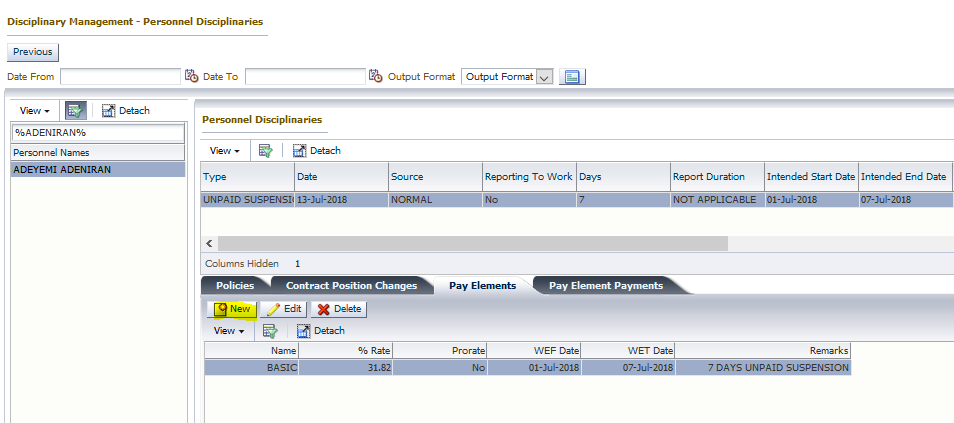 Disciplinary Management - Personnel Disciplinaries
Previous
Date From Date To Output Format Output Format
View Detach
%ADENIRAN%
Personnel Names
ADEYEMI ADENIRAN
Personnel Disciplinaries
View Detach
Type Date Source Reporting To Work Days Report Duration Intended Start Date Intended End Date
UNPAID SUSPENSI 13-Jul-2018 NORMAL No 7 NOT APPLICABLE 01-Jul-2018 07-Jul-2018
Columns Hidden 1
Policies Contract Position Changes Pay Elements Pay Element Payments
New Edit Delete
View Detach
Name % Rate Prorate WEF Date WET Date Remarks
BASIC 31.82 No 01-Jul-2018 07-Jul-2018 7 DAYS UNPAID SUSPENSION